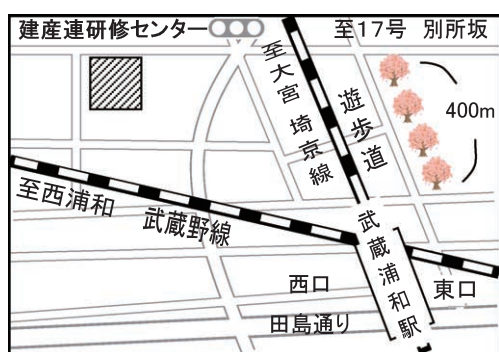 建産連研修センター
至17号 別所坂
至大宮 埼京線
遊歩道
400m
至西浦和
武蔵野線
武蔵浦和駅
西口
東口
田島通り